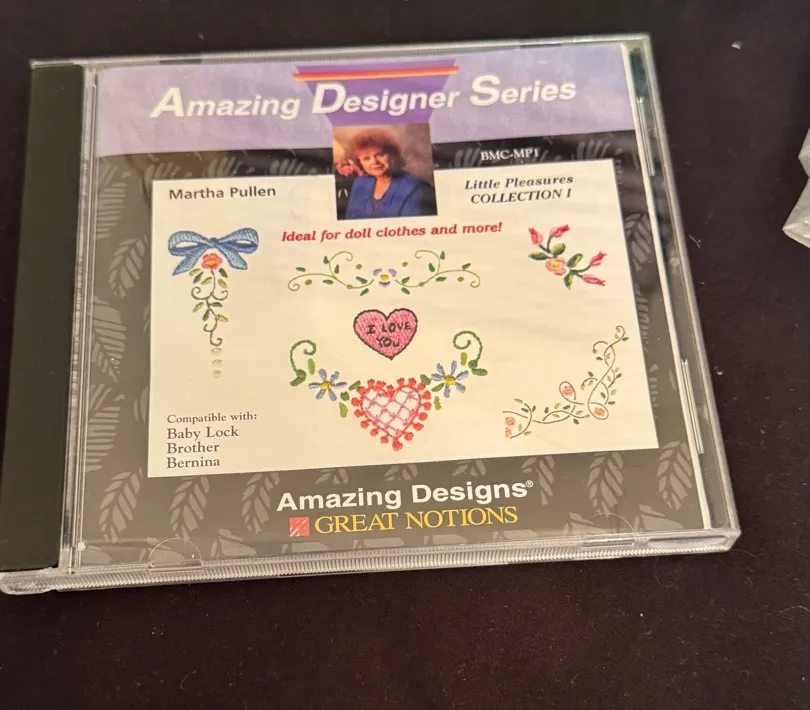 Amazing Designer Series
BMC-MP1
Martha Pullen
Little Pleasures
COLLECTION I
Ideal for doll clothes and more!
I LOVE
YOU
Compatible with:
Baby Lock
Brother
Bernina
Amazing Designs®
GREAT NOTIONS